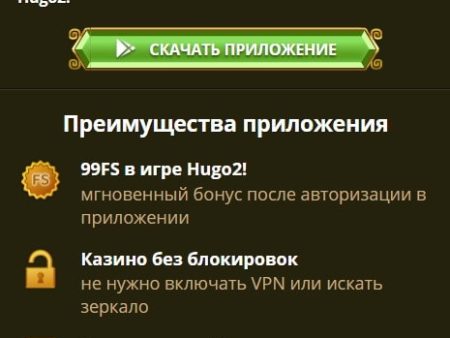 Hugo2!
СКАЧАТЬ ПРИЛОЖЕНИЕ
Преимущества приложения
99FS в игре Hugo2!
FS
мгновенный бонус после авторизации в
приложении
Казино без блокировок
не нужно включать VPN или искать
зеркало